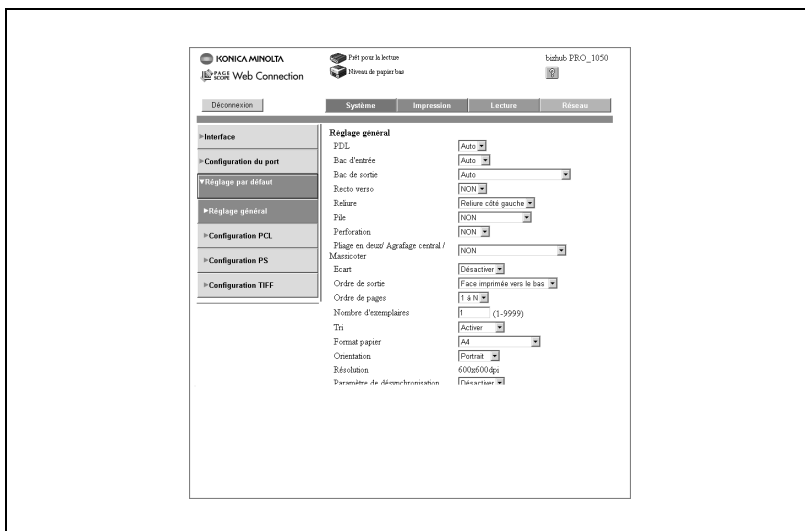 KONICA MINOLTA
Prêt pour la lecture
bizhub PRO_1050
PAGE SCOPE Web Connection
Niveau de papier bas
?
Déconnexion
Système Impression Lecture Réseau
Interface
Configuration du port
Réglage par défaut
Réglage général
Configuration PCL
Configuration PS
Configuration TIFF
Réglage général
PDL Auto
Bac d'entrée Auto
Bac de sortie Auto
Recto verso NON
Reliure Reliure côté gauche
Pile NON
Perforation NON
Pliage en deux/ Agrafage central /
Massicoter NON
Ecart Désactiver
Ordre de sortie Face imprimée vers le bas
Ordre de pages 1 à N
Nombre d'exemplaires 1 (1-9999)
Tri Activer
Format papier A4
Orientation Portrait
Résolution 600x600dpi
Paramètre de désynchronisation Désactiver